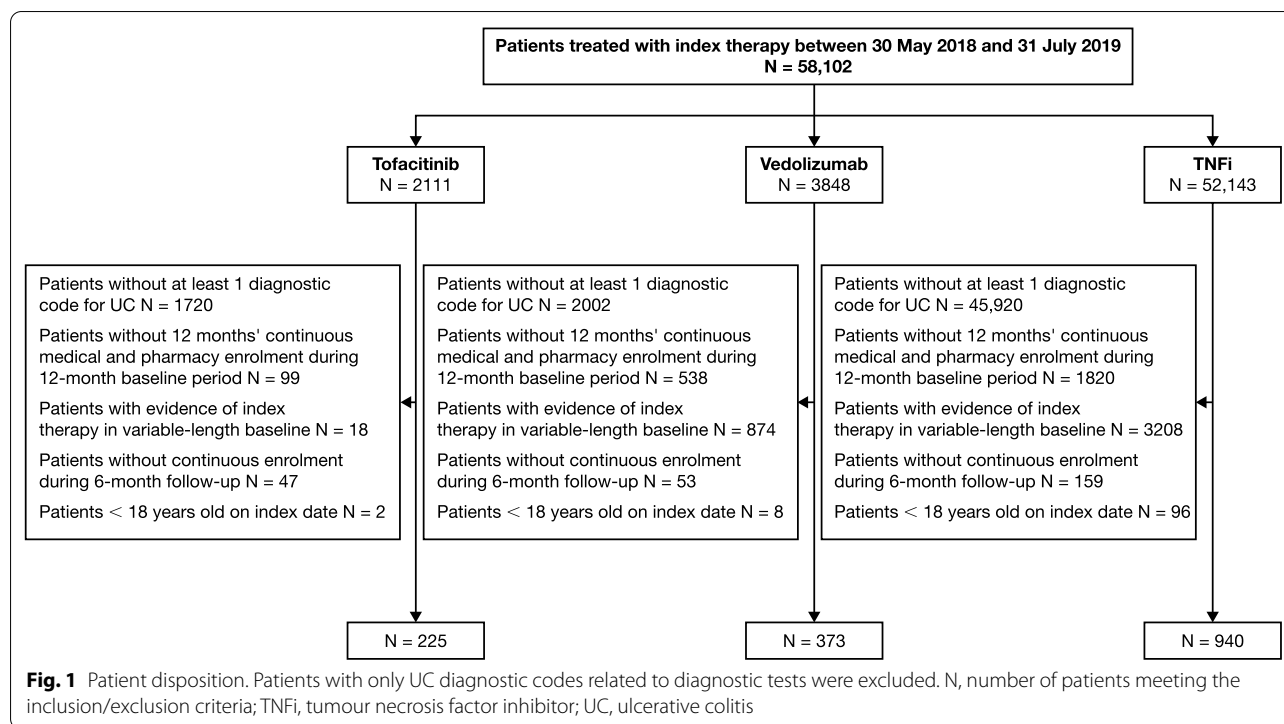 Patients treated with index therapy between 30 May 2018 and 31 July 2019
N = 58,102
Tofacitinib
N = 2111
Vedolizumab
N = 3848
TNFi
N = 52,143
Patients without at least 1 diagnostic
code for UC N = 1720
Patients without 12 months' continuous
medical and pharmacy enrolment during
12-month baseline period N = 99
Patients with evidence of index
therapy in variable-length baseline N = 18
Patients without continuous enrolment
during 6-month follow-up N = 47
Patients < 18 years old on index date N = 2
Patients without at least 1 diagnostic
code for UC N = 2002
Patients without 12 months' continuous
medical and pharmacy enrolment during
12-month baseline period N = 538
Patients with evidence of index
therapy in variable-length baseline N = 874
Patients without continuous enrolment
during 6-month follow-up N = 53
Patients < 18 years old on index date N = 8
Patients without at least 1 diagnostic
code for UC N = 45,920
Patients without 12 months' continuous
medical and pharmacy enrolment during
12-month baseline period N = 1820
Patients with evidence of index
therapy in variable-length baseline N = 3208
Patients without continuous enrolment
during 6-month follow-up N = 159
Patients < 18 years old on index date N = 96
N = 225
N = 373
N = 940
Fig. 1 Patient disposition. Patients with only UC diagnostic codes related to diagnostic tests were excluded. N, number of patients meeting the
inclusion/exclusion criteria; TNFi, tumour necrosis factor inhibitor; UC, ulcerative colitis